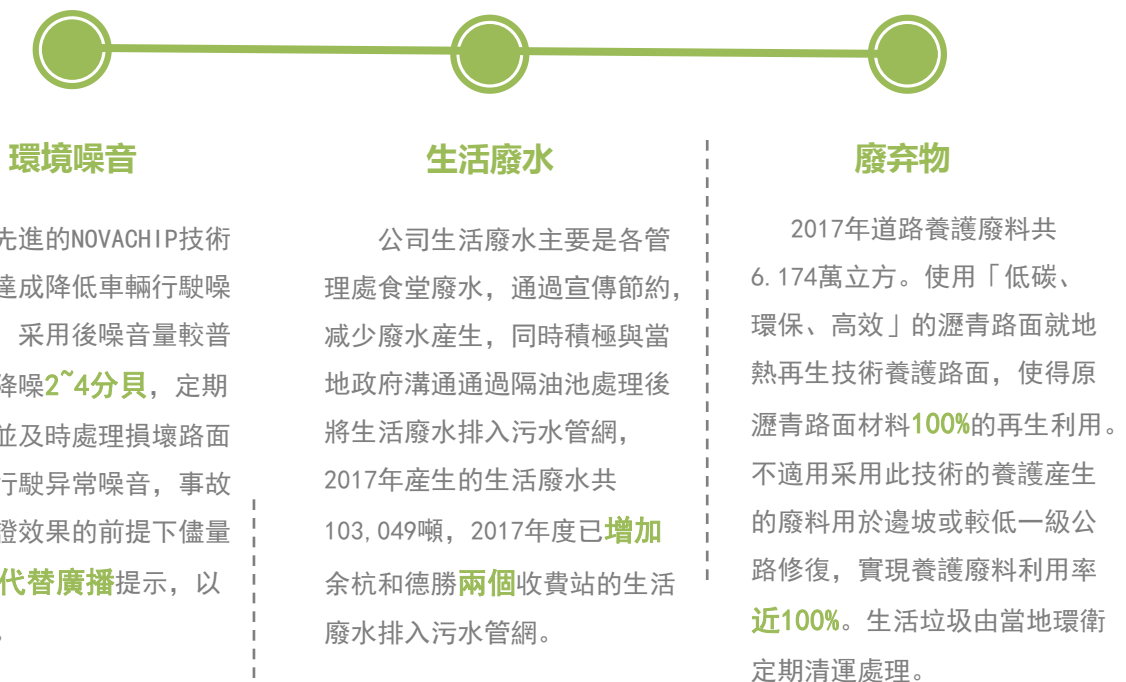 環境噪音
先進的NOVACHIP技術
達成降低車輛行駛噪
采用後噪音量較普
降噪2~4分貝，定期
並及時處理損壞路面
行駛异常噪音，事故
證效果的前提下儘量
代替廣播提示，以
。
生活廢水
公司生活廢水主要是各管
理處食堂廢水，通過宣傳節約，
減少廢水産生，同時積極與當
地政府溝通通過隔油池處理後
將生活廢水排入污水管網，
2017年産生的生活廢水共
103,049噸，2017年度已增加
余杭和德勝兩個收費站的生活
廢水排入污水管網。
廢弃物
2017年道路養護廢料共
6.174萬立方。使用「低碳、
環保、高效」的瀝青路面就地
熱再生技術養護路面，使得原
瀝青路面材料100%的再生利用。
不適用采用此技術的養護産生
的廢料用於邊坡或較低一級公
路修復，實現養護廢料利用率
近100%。生活垃圾由當地環衛
定期清運處理。